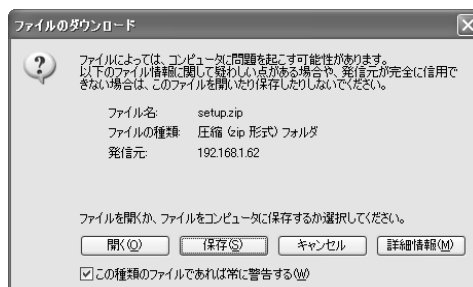 ファイルのダウンロード
ファイルによっては、コンピュータに問題を起こす可能性があります。
以下のファイル情報に関して疑わしい点がある場合や、発信元が完全に信用で
きない場合は、このファイルを開いたり保存したりしないでください。
ファイル名: setup.zip
ファイルの種類: 圧縮 (zip 形式) フォルダ
発信元: 192.168.1.62
ファイルを開くか、ファイルをコンピュータに保存するか選択してください。
開く(O) 保存(S) キャンセル 詳細情報(M)
この種類のファイルであれば常に警告する(W)